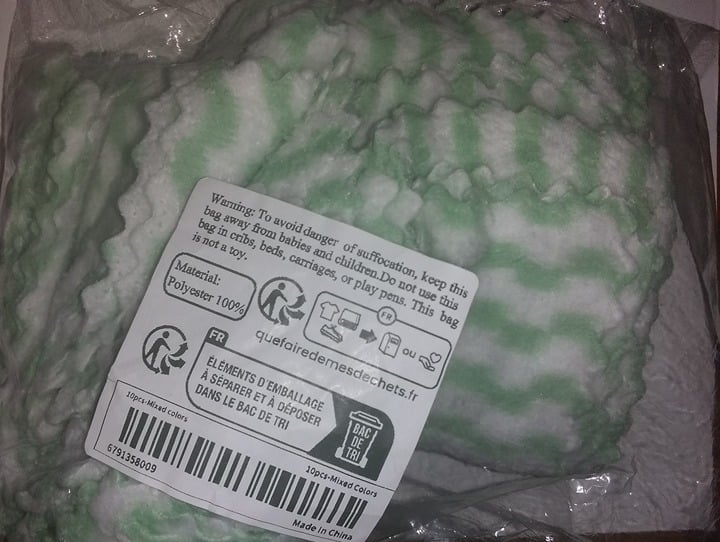 Warning: To avoid danger of suffocation, keep this
bag away from babies and children.Do not use this
bag in cribs, beds, carriages, or play pens. This bag
is not a toy.
Material:
Polyester 100%
FR
ou
quefairedemesdechets.fr
FR
ÉLÉMENTS D'EMBALLAGE
À SÉPARER ET À DÉPOSER
DANS LE BAC DE TRI
BAC
DE
TRI
10pcs-Mixed colors
6791358009
10pcs-Mixed Colors
Made in China